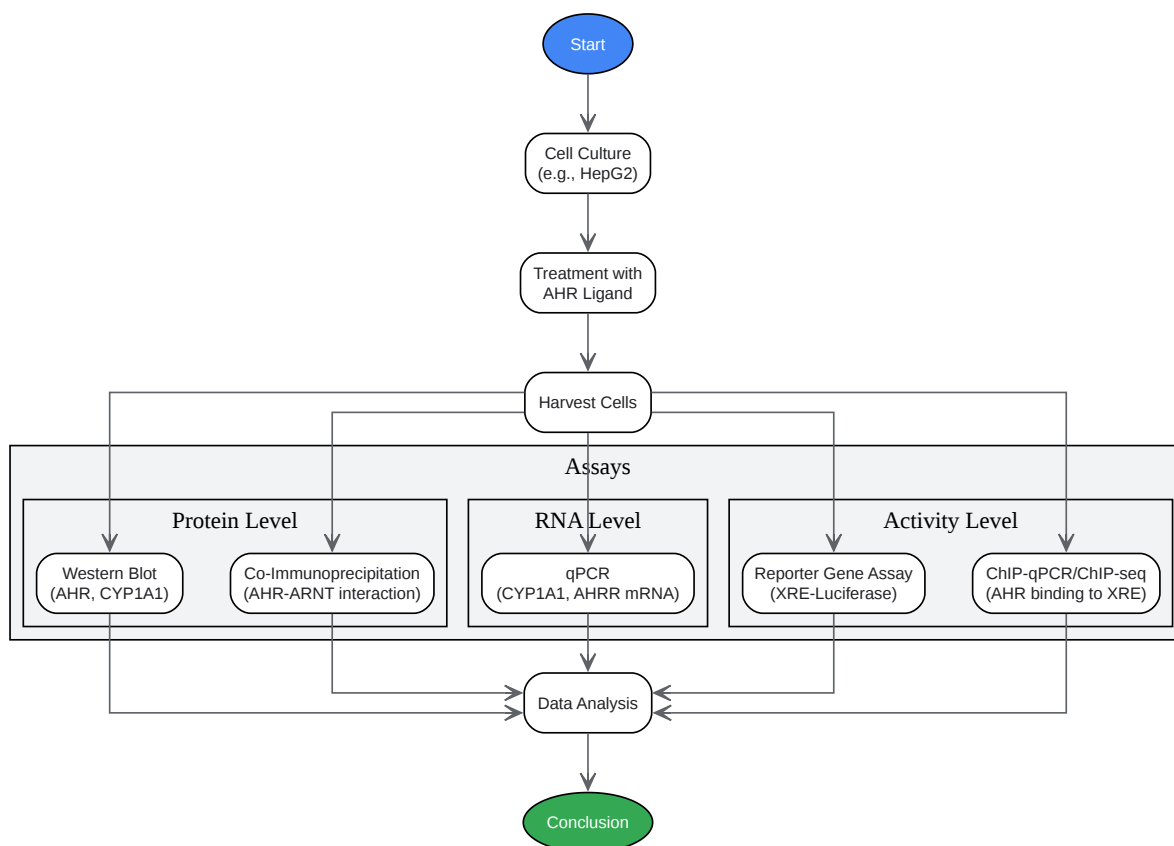 Start
Cell Culture
(e.g., HepG2)
Treatment with
AHR Ligand
Harvest Cells
Assays
Protein Level
RNA Level
Activity Level
Western Blot
(AHR, CYP1A1)
Co-Immunoprecipitation
(AHR-ARNT interaction)
qPCR
(CYP1A1, AHRR mRNA)
Reporter Gene Assay
(XRE-Luciferase)
ChIP-qPCR/ChIP-seq
(AHR binding to XRE)
Data Analysis
Conclusion